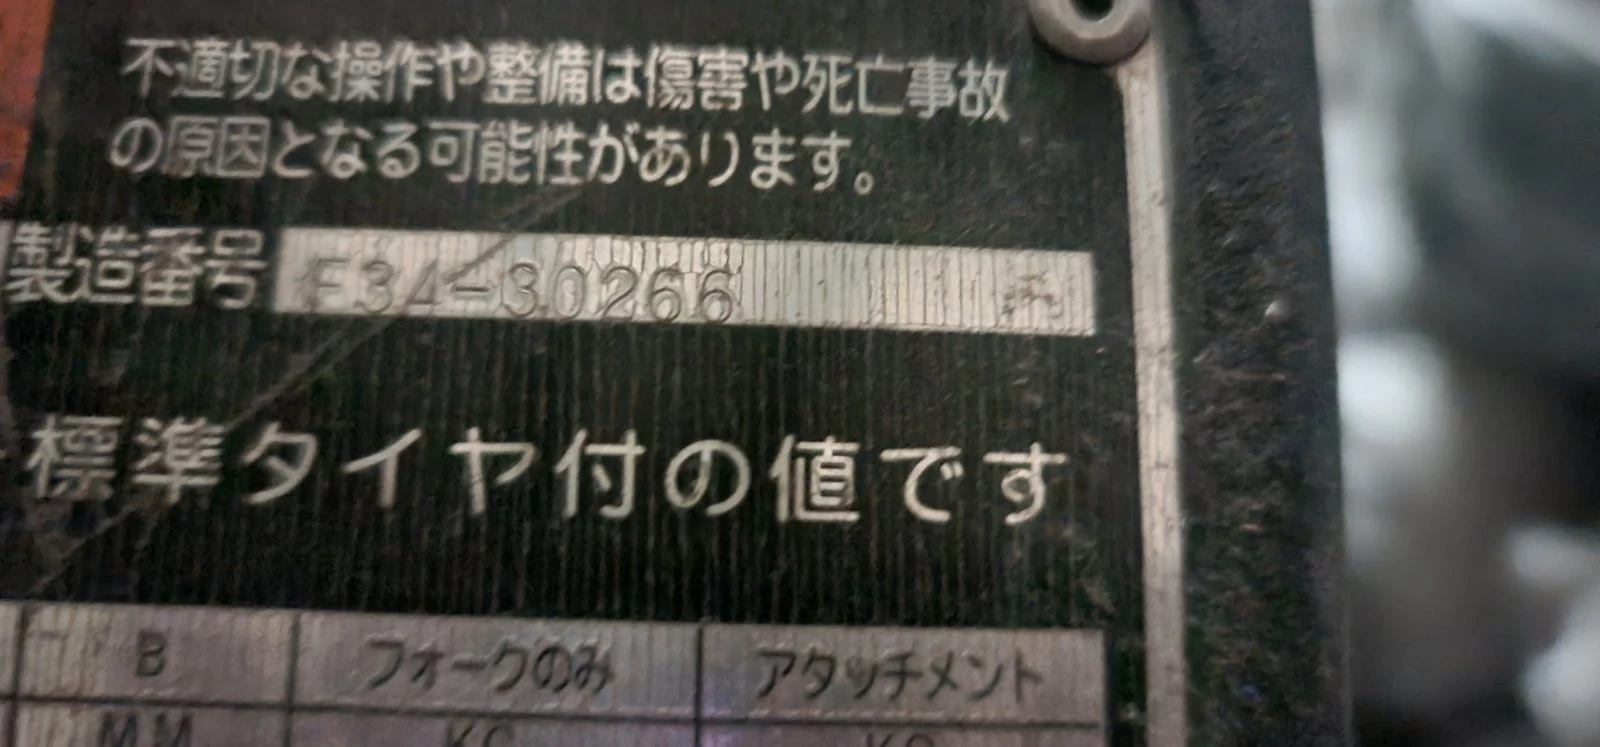 不適切な操作や整備は傷害や死亡事故
の原因となる可能性があります。
製造番号 F34-30266
標準タイヤ付の値です
B フォークのみ アタッチメント
MM KG KG